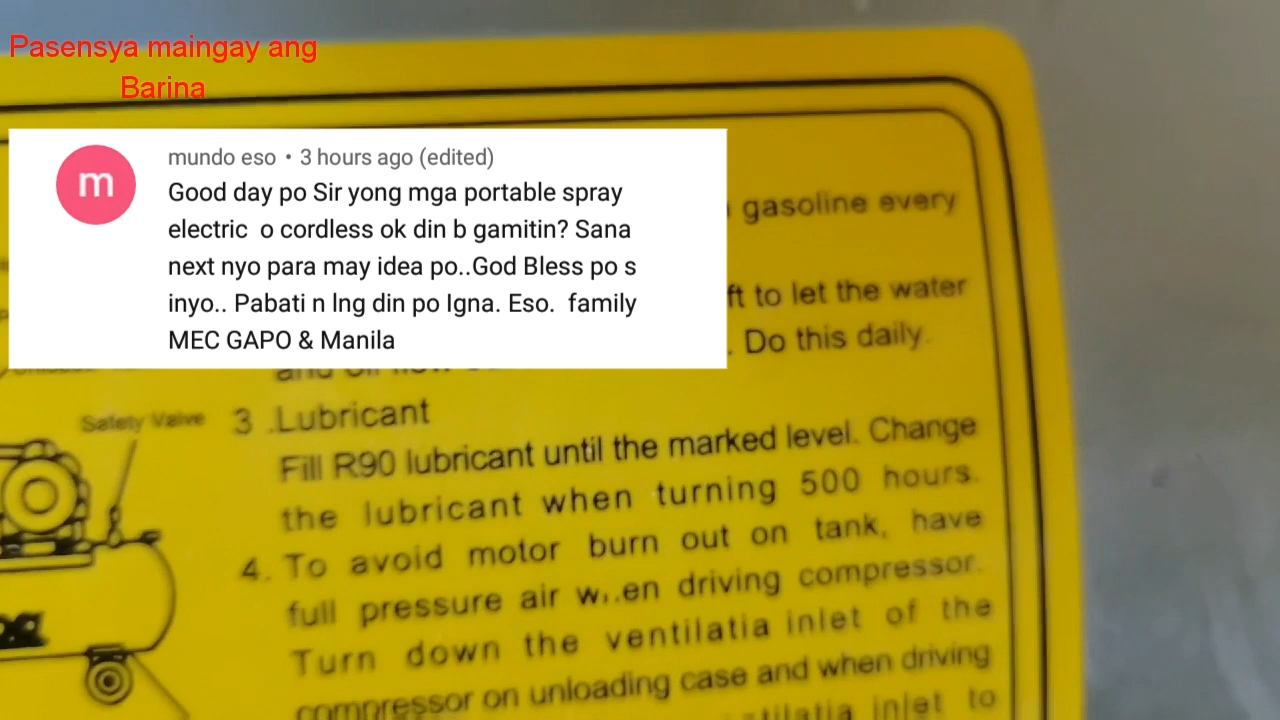 Pasensya maingay ang
Barina
m
mundo eso • 3 hours ago (edited)
Good day po Sir yong mga portable spray
electric o cordless ok din b gamitin? Sana
next nyo para may idea po..God Bless po s
inyo.. Pabati n lng din po Igna. Eso. family
MEC GAPO & Manila
gasoline every
ft to let the water
. Do this daily.
Safety Valve
3 .Lubricant
Fill R90 lubricant until the marked level. Change
the lubricant when turning 500 hours.
4. To avoid motor burn out on tank, have
full pressure air driving compressor.
Turn down the ventilatia inlet of the
compressor on unloading case and when driving
inlet to